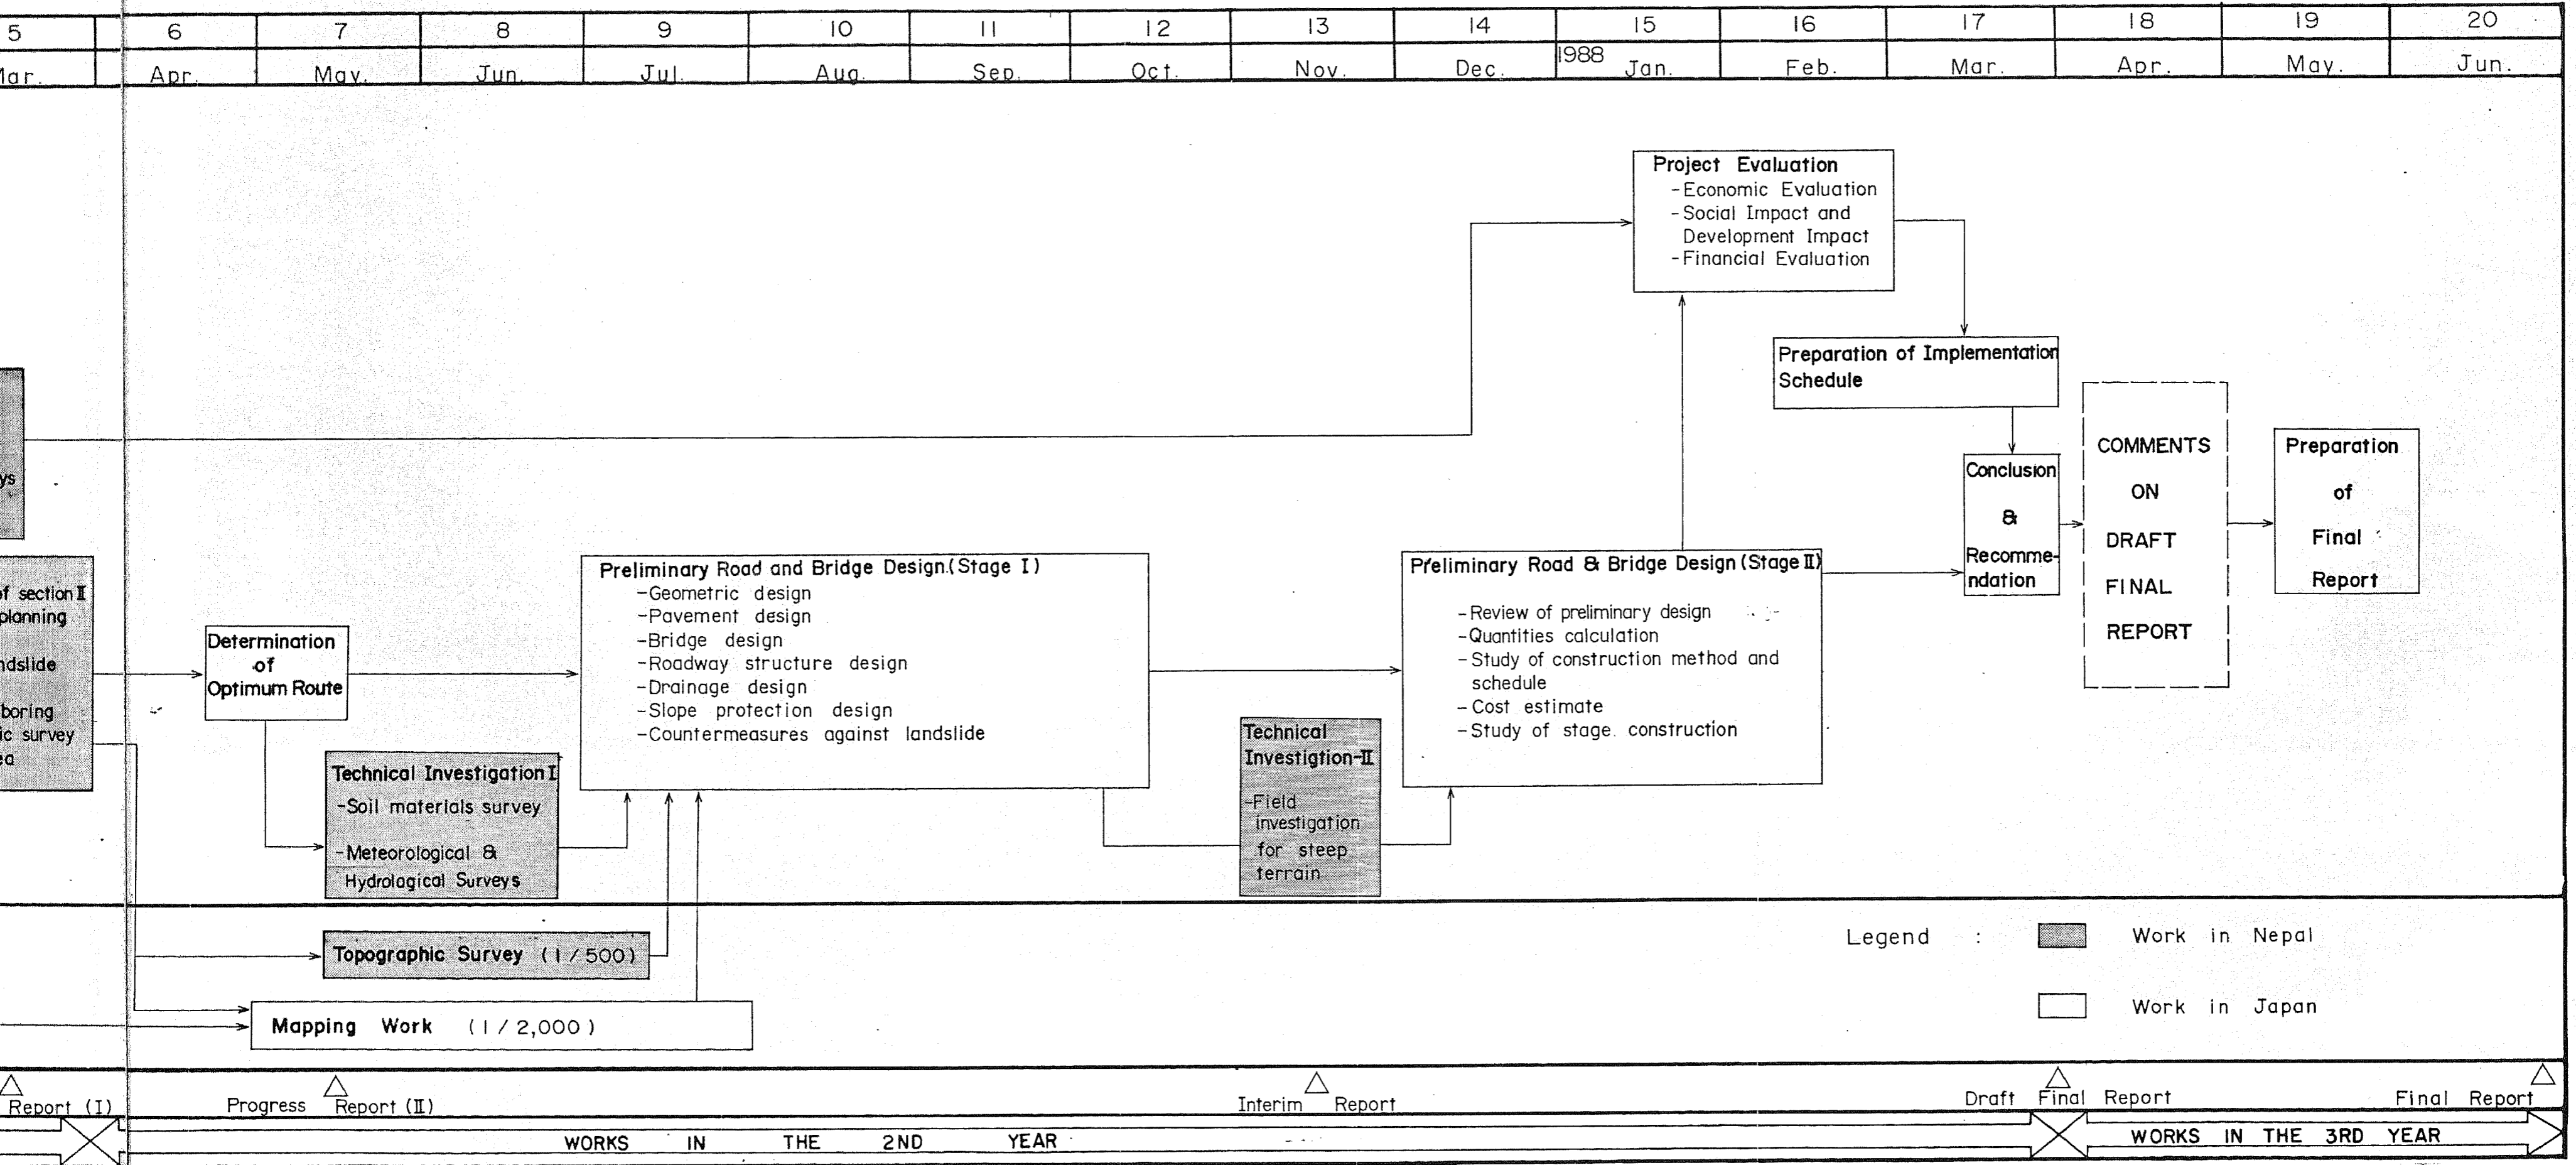 5 6 7 8 9 10 11 12 13 14 15 16 17 18 19 20
Mar. Apr. May. Jun. Jul. Aug. Sep. Oct. Nov. Dec. 1988 Jan. Feb. Mar. Apr. May. Jun.
Project Evaluation
- Economic Evaluation
- Social Impact and
Development Impact
- Financial Evaluation
Preparation of Implementation
Schedule
Conclusion
&
Recomme-
ndation
COMMENTS
ON
DRAFT
FINAL
REPORT
Preparation
of
Final
Report
ys
of section II
planning
ndslide
boring
ic survey
ea
Determination
of
Optimum Route
Technical Investigation I
- Soil materials survey
- Meteorological &
Hydrological Surveys
Preliminary Road and Bridge Design.(Stage I)
- Geometric design
- Pavement design
- Bridge design
- Roadway structure design
- Drainage design
- Slope protection design
- Countermeasures against landslide
Technical
Investigtion-II
- Field
investigation
for steep
terrain
Preliminary Road & Bridge Design (Stage II)
- Review of preliminary design
- Quantities calculation
- Study of construction method and
schedule
- Cost estimate
- Study of stage. construction
Topographic Survey (1/500)
Mapping Work (1/2,000)
Legend :
Work in Nepal
Work in Japan
Report (I)
Progress Report (II)
Interim Report
Draft Final Report
Final Report
WORKS IN THE 2ND YEAR
WORKS IN THE 3RD YEAR